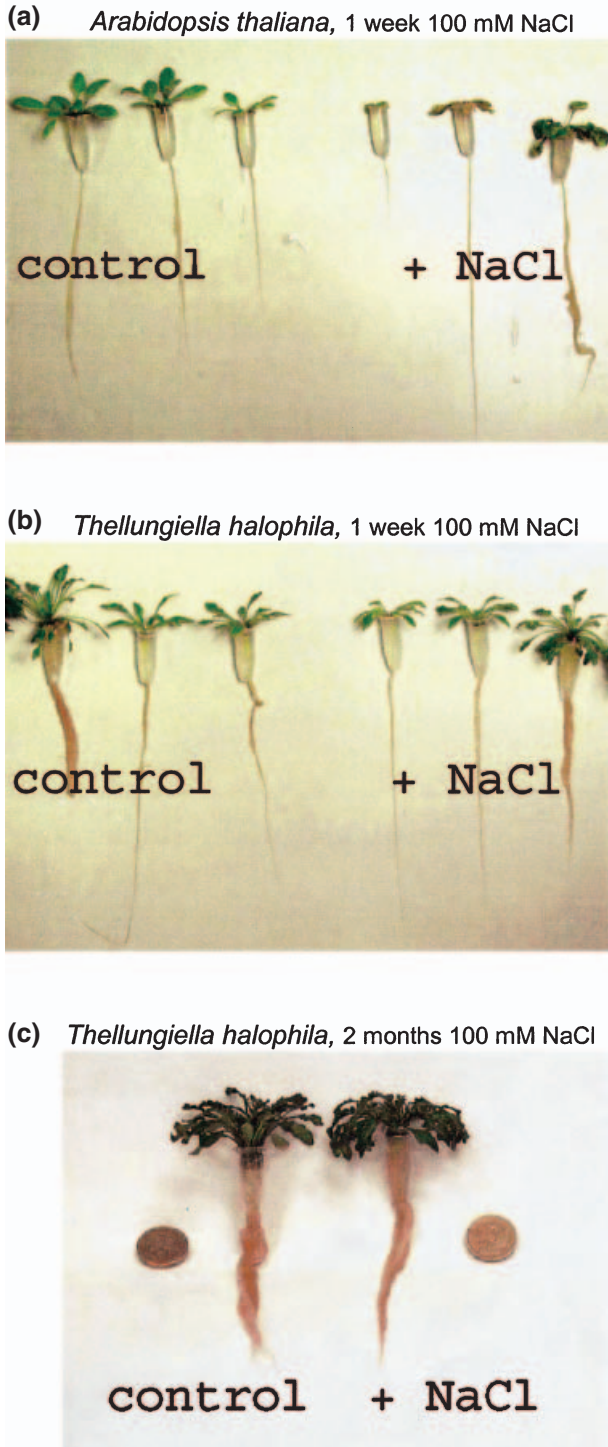 (a) Arabidopsis thaliana, 1 week 100 mM NaCl
control + NaCl
(b) Thellungiella halophila, 1 week 100 mM NaCl
control + NaCl
(c) Thellungiella halophila, 2 months 100 mM NaCl
control + NaCl